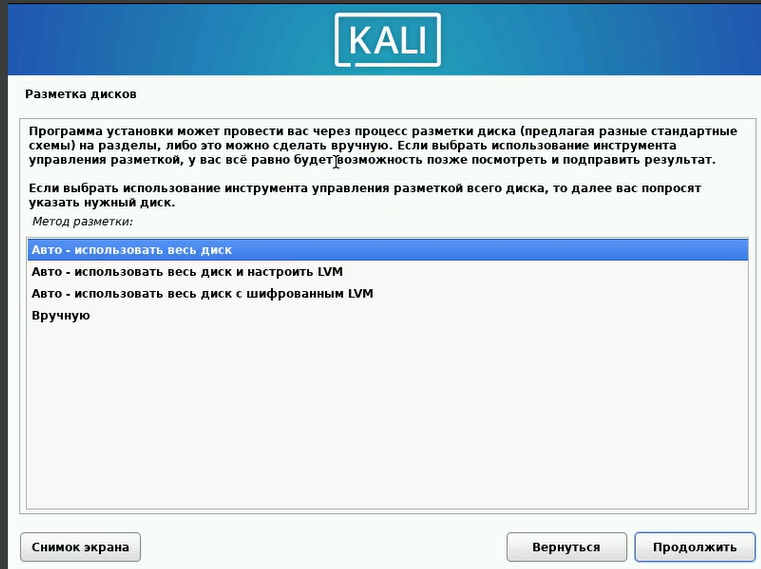 KALI
Разметка дисков
Программа установки может провести вас через процесс разметки диска (предлагая разные стандартные
схемы) на разделы, либо это можно сделать вручную. Если выбрать использование инструмента
управления разметкой, у вас всё равно будет возможность позже посмотреть и подправить результат.
Если выбрать использование инструмента управления разметкой всего диска, то далее вас попросят
указать нужный диск.
Метод разметки:
Авто - использовать весь диск
Авто - использовать весь диск и настроить LVM
Авто - использовать весь диск с шифрованным LVM
Вручную
Снимок экрана
Вернуться
Продолжить